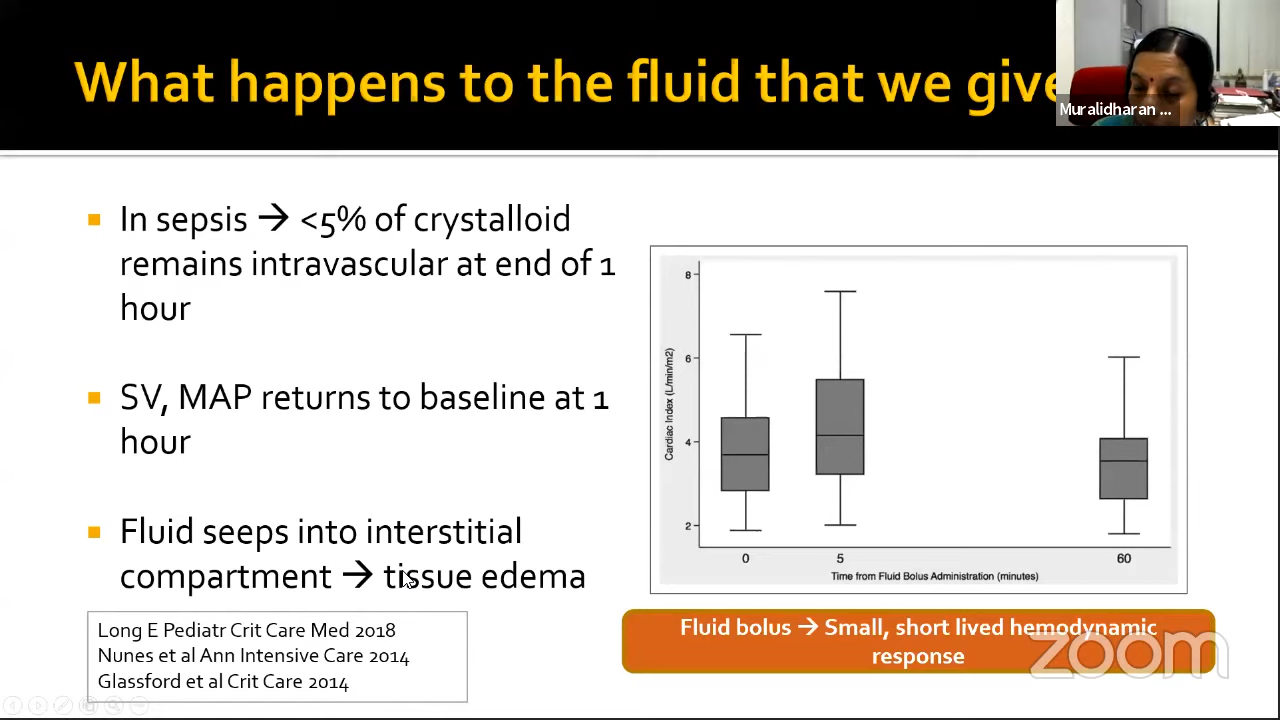 What happens to the fluid that we give
Muralidharan ...
In sepsis → <5% of crystalloid
remains intravascular at end of 1
hour
SV, MAP returns to baseline at 1
hour
Fluid seeps into interstitial
compartment → tissue edema
Long E Pediatr Crit Care Med 2018
Nunes et al Ann Intensive Care 2014
Glassford et al Crit Care 2014
Cardiac Index (L/min/m2)
8
6
4
2
0 5 60
Time from Fluid Bolus Administration (minutes)
Fluid bolus → Small, short lived hemodynamic
response
zoom